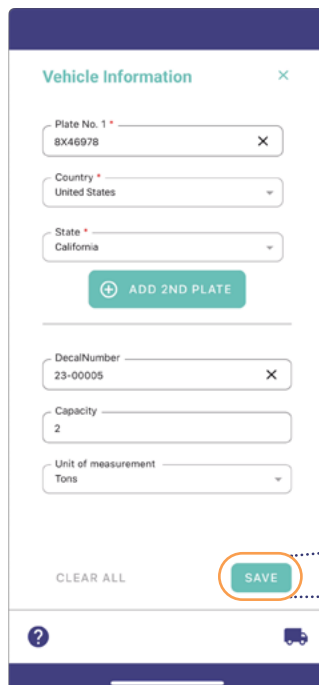 Vehicle Information
Plate No. 1 *
8X46978
Country *
United States
State *
California
ADD 2ND PLATE
DecalNumber
23-00005
Capacity
2
Unit of measurement
Tons
CLEAR ALL
SAVE